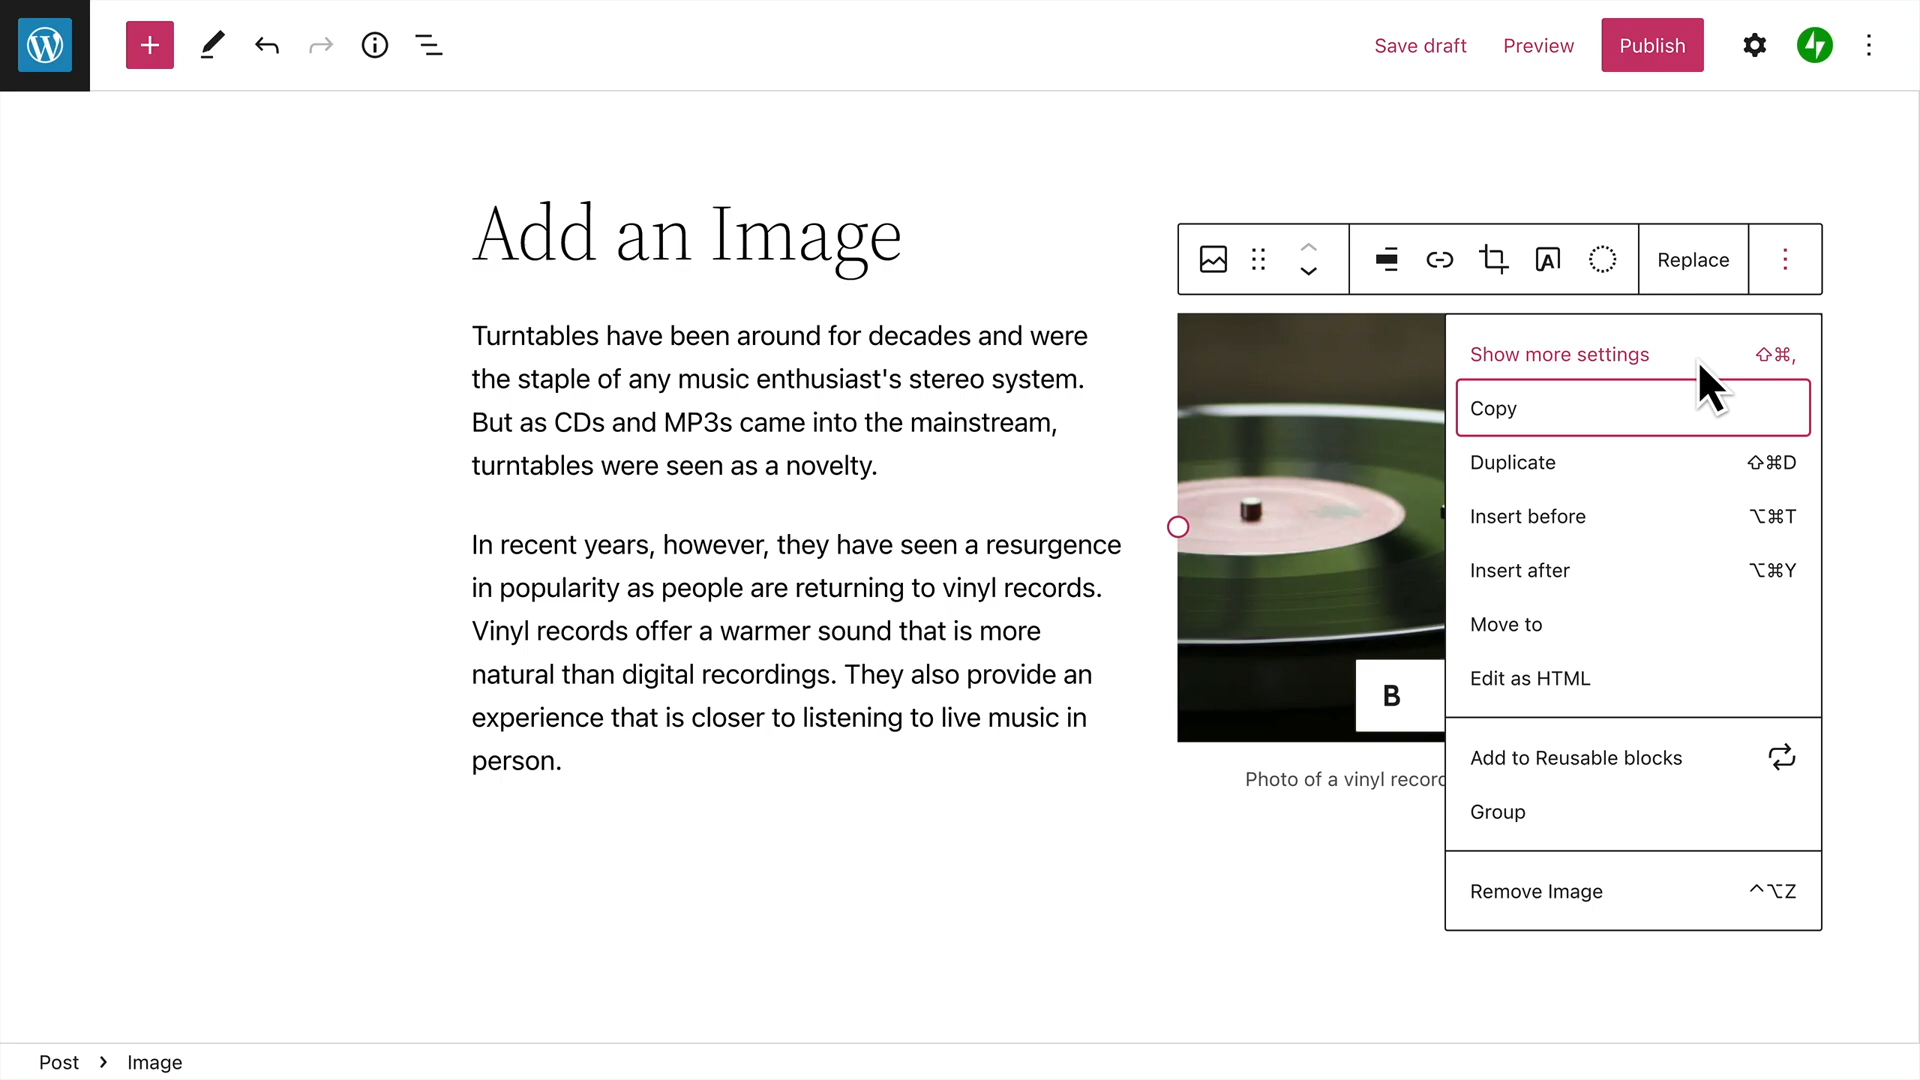 Save draft
Preview
Publish
Add an Image
Turntables have been around for decades and were
the staple of any music enthusiast's stereo system.
But as CDs and MP3s came into the mainstream,
turntables were seen as a novelty.
In recent years, however, they have seen a resurgence
in popularity as people are returning to vinyl records.
Vinyl records offer a warmer sound that is more
natural than digital recordings. They also provide an
experience that is closer to listening to live music in
person.
Replace
Show more settings ⇧⌘,
Copy
Duplicate ⇧⌘D
Insert before ⌥⌘T
Insert after ⌥⌘Y
Move to
Edit as HTML
Add to Reusable blocks
Group
Remove Image ^⌥Z
B
Photo of a vinyl record
Post > Image